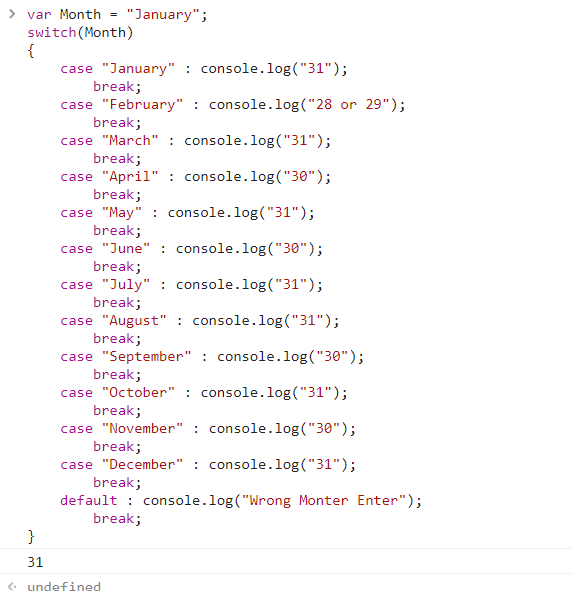 var Month = "January";
switch(Month)
{
    case "January" : console.log("31");
        break;
    case "February" : console.log("28 or 29");
        break;
    case "March" : console.log("31");
        break;
    case "April" : console.log("30");
        break;
    case "May" : console.log("31");
        break;
    case "June" : console.log("30");
        break;
    case "July" : console.log("31");
        break;
    case "August" : console.log("31");
        break;
    case "September" : console.log("30");
        break;
    case "October" : console.log("31");
        break;
    case "November" : console.log("30");
        break;
    case "December" : console.log("31");
        break;
    default : console.log("Wrong Monter Enter");
        break;
}
31
undefined